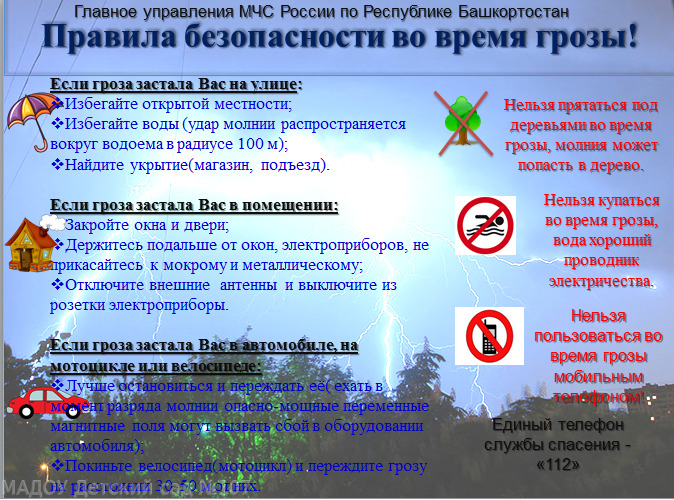 Главное управления МЧС России по Республике Башкортостан
Правила безопасности во время грозы!
Если гроза застала Вас на улице:
❖Избегайте открытой местности;
❖Избегайте воды (удар молнии распространяется
вокруг водоема в радиусе 100 м);
❖Найдите укрытие(магазин, подъезд).
Если гроза застала Вас в помещении:
Закройте окна и двери;
❖Держитесь подальше от окон, электроприборов, не
прикасайтесь к мокрому и металлическому;
❖Отключите внешние антенны и выключите из
розетки электроприборы.
Если гроза застала Вас в автомобиле, на
мотоцикле или велосипеде:
❖Лучше остановиться и переждать её( ехать в
момент разряда молнии опасно-мощные переменные
магнитные поля могут вызвать сбой в оборудовании
автомобиля);
❖Покиньте велосипед(мотоцикл) и переждите грозу
на расстоянии 30-50 м от них.
Нельзя прятаться под
деревьями во время
грозы, молния может
попасть в дерево.
Нельзя купаться
во время грозы,
вода хороший
проводник
электричества.
Нельзя
пользоваться во
время грозы
мобильным
телефоном!
Единый телефон
службы спасения -
«112»
МАДОУ Детский